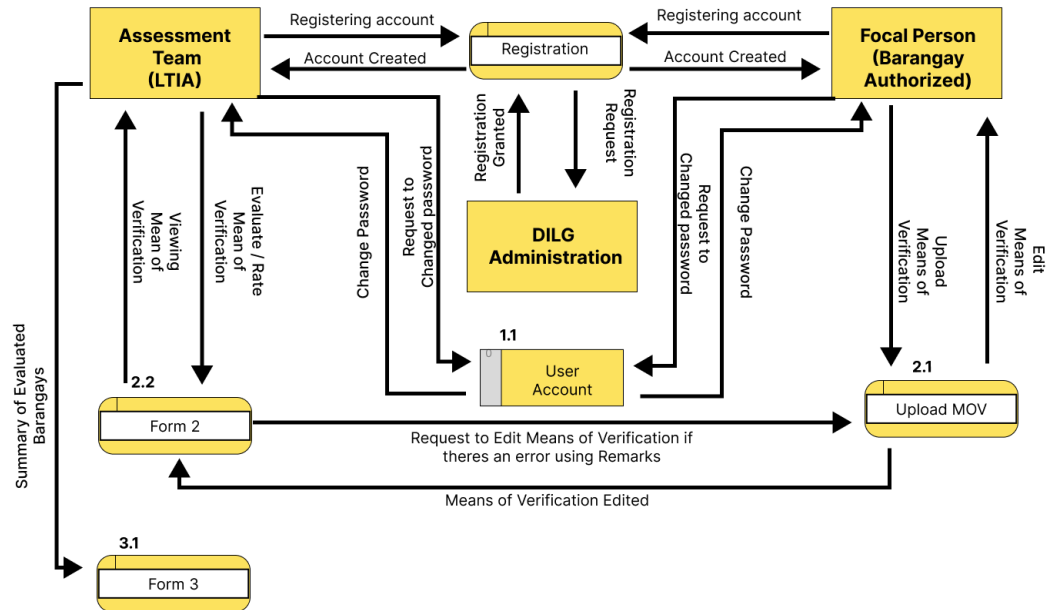 Assessment
Team
(LTIA)
Registering account
Account Created
Registration
Registering account
Account Created
Focal Person
(Barangay
Authorized)
Registration
Granted
Registration
Request
DILG
Administration
Viewing
Mean of
Verification
Evaluate / Rate
Mean of
Verification
Change Password
Request to
Changed password
Request to
Changed password
Change Password
Upload
Means of
Verification
Edit
Means of
Verification
Summary of Evaluated
Barangays
1.1
User
Account
2.2
Form 2
2.1
Upload MOV
Request to Edit Means of Verification if
theres an error using Remarks
Means of Verification Edited
3.1
Form 3